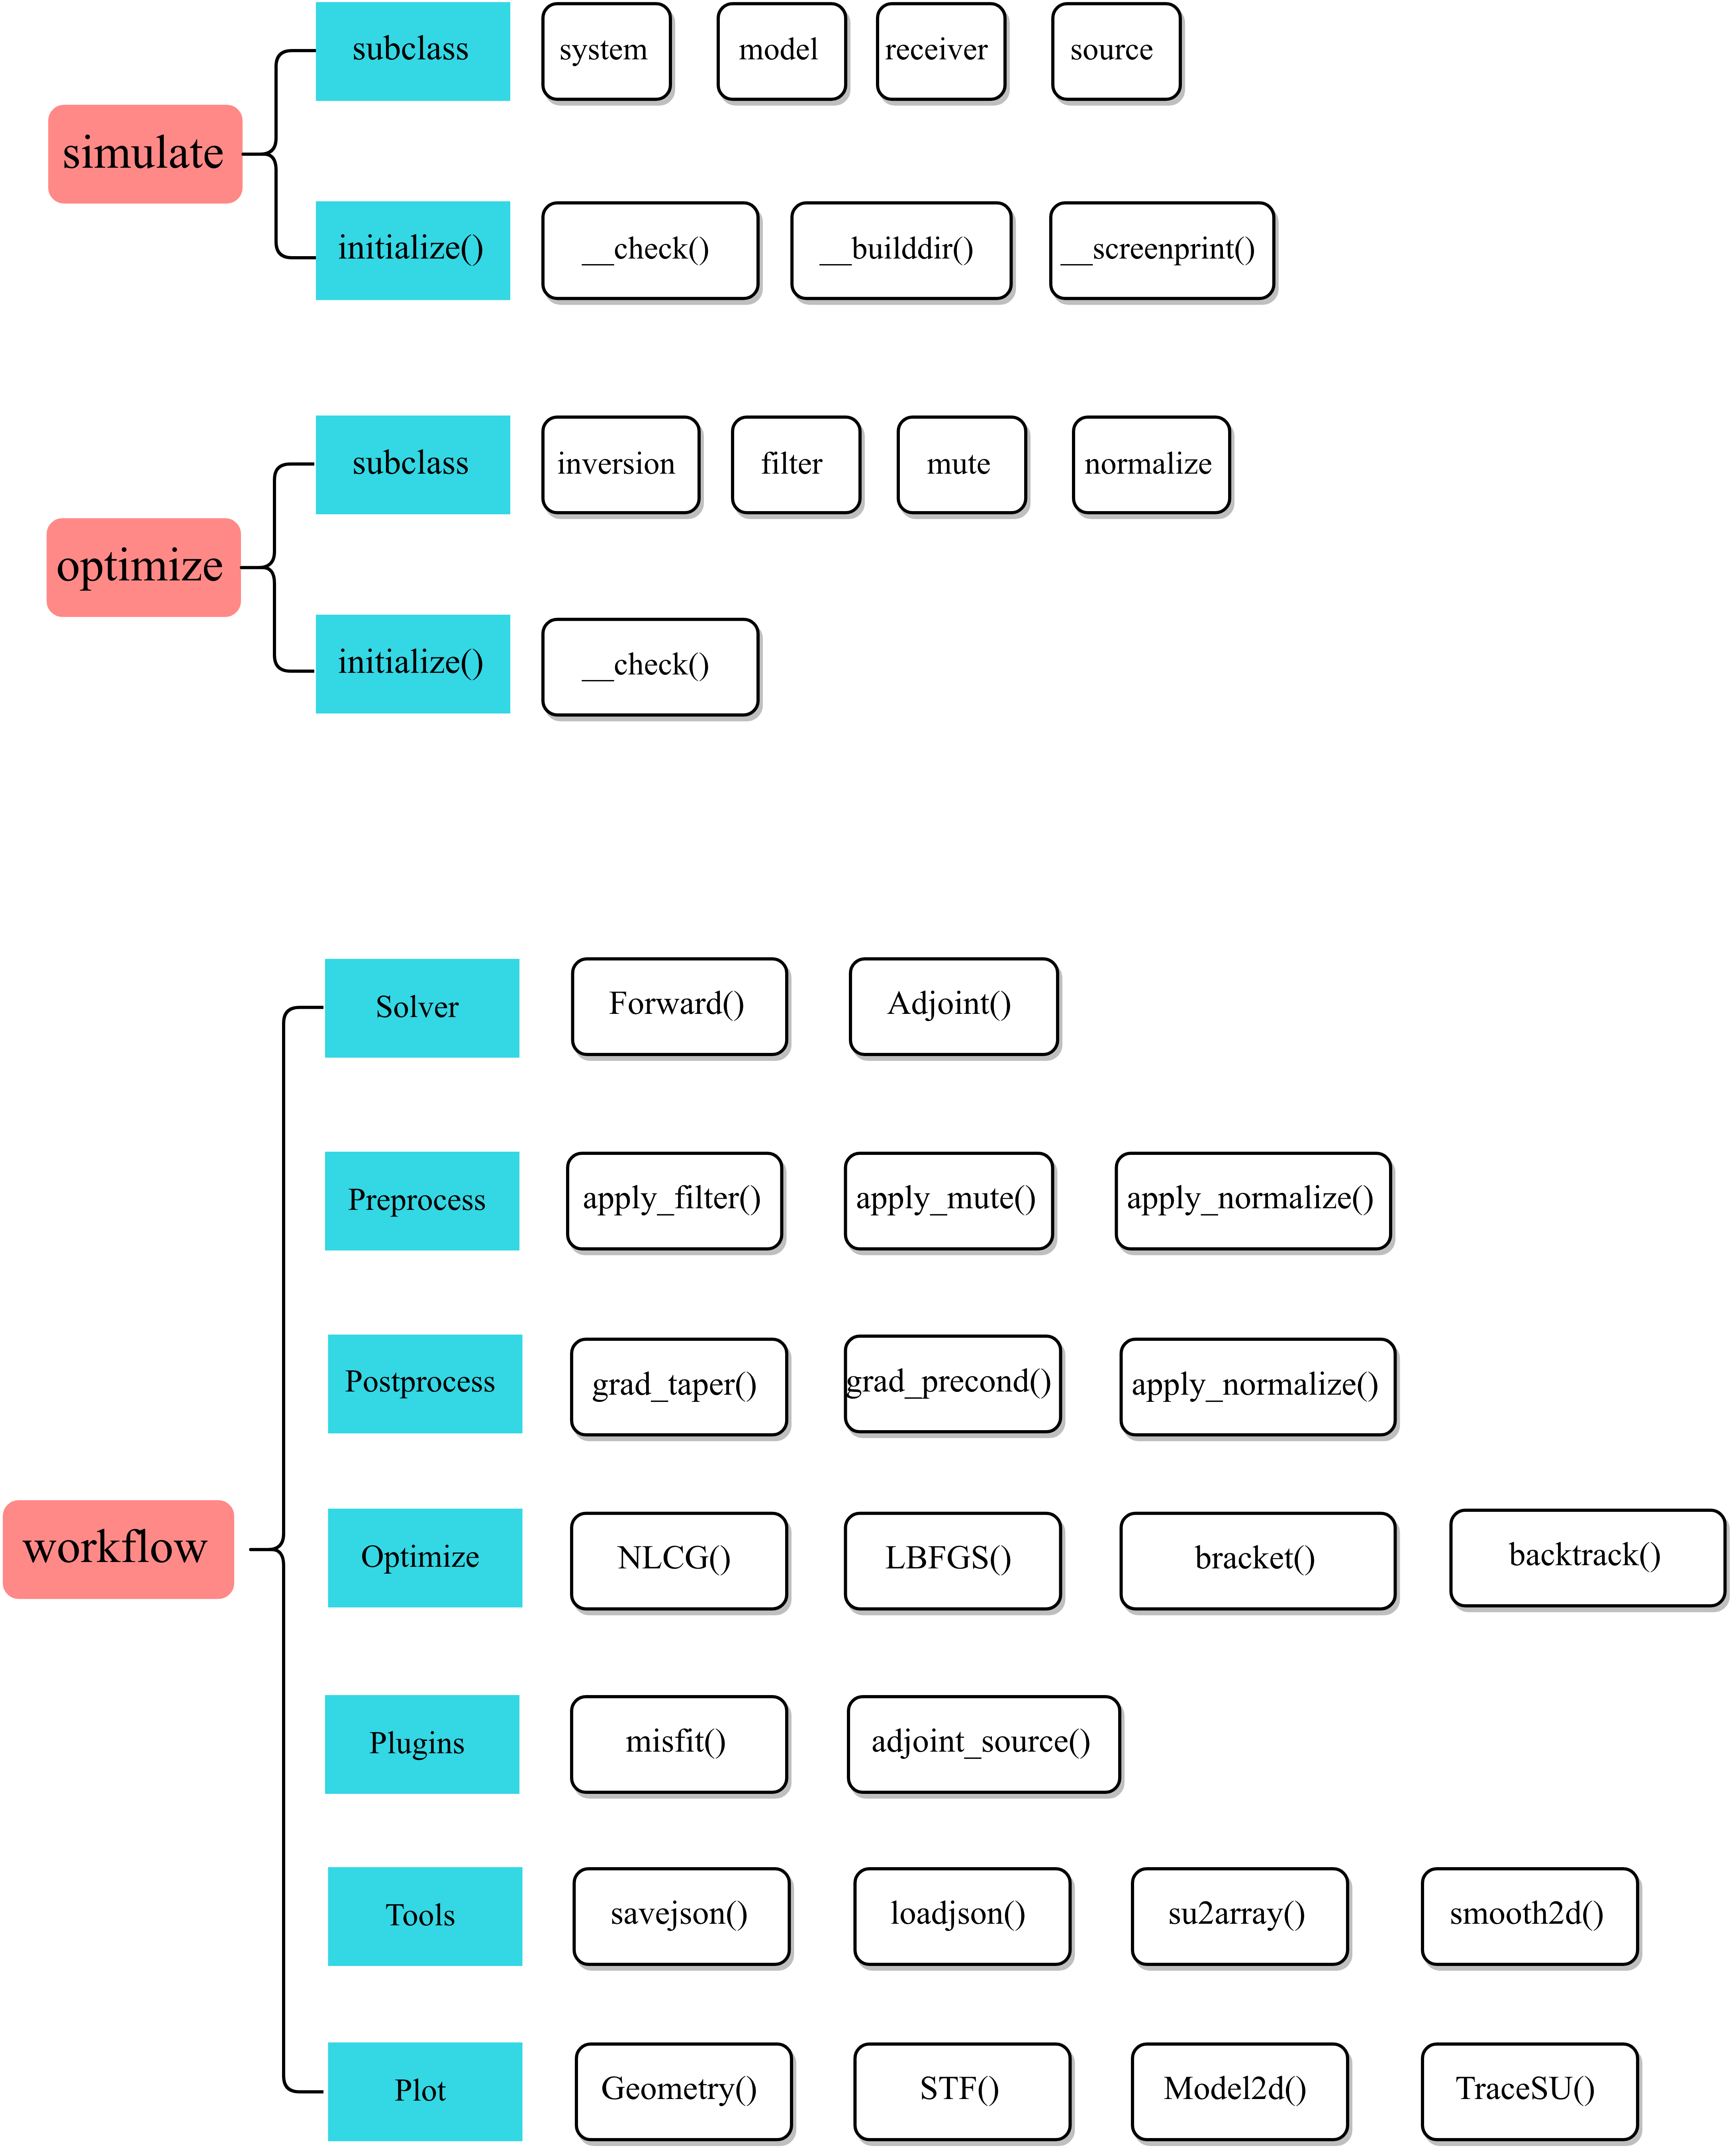 subclass system model receiver source
simulate
initialize() __check() __builddir() __screenprint()
subclass inversion filter mute normalize
optimize
initialize() __check()
Solver Forward() Adjoint()
Preprocess apply_filter() apply_mute() apply_normalize()
Postprocess grad_taper() grad_precond() apply_normalize()
workflow
Optimize NLCG() LBFGS() bracket() backtrack()
Plugins misfit() adjoint_source()
Tools savejson() loadjson() su2array() smooth2d()
Plot Geometry() STF() Model2d() TraceSU()